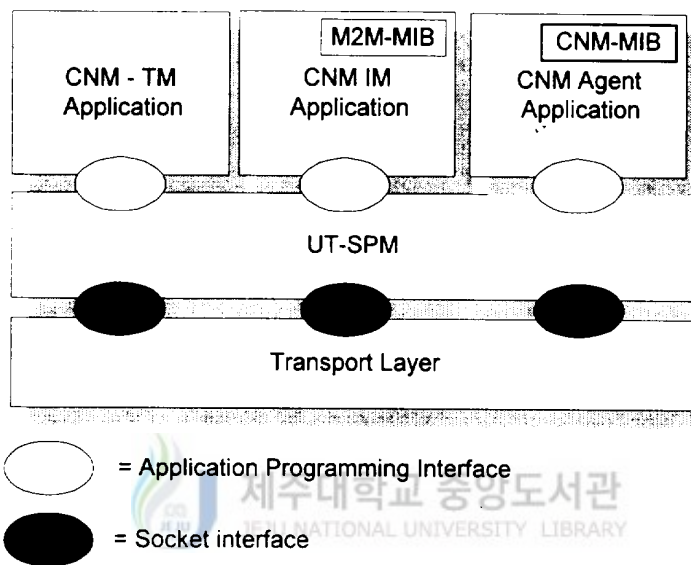 M2M-MIB
CNM-MIB
CNM - TM
Application
CNM IM
Application
CNM Agent
Application
UT-SPM
Transport Layer
= Application Programming Interface
제주대학교 중앙도서관
JEJU NATIONAL UNIVERSITY LIBRARY
= Socket interface